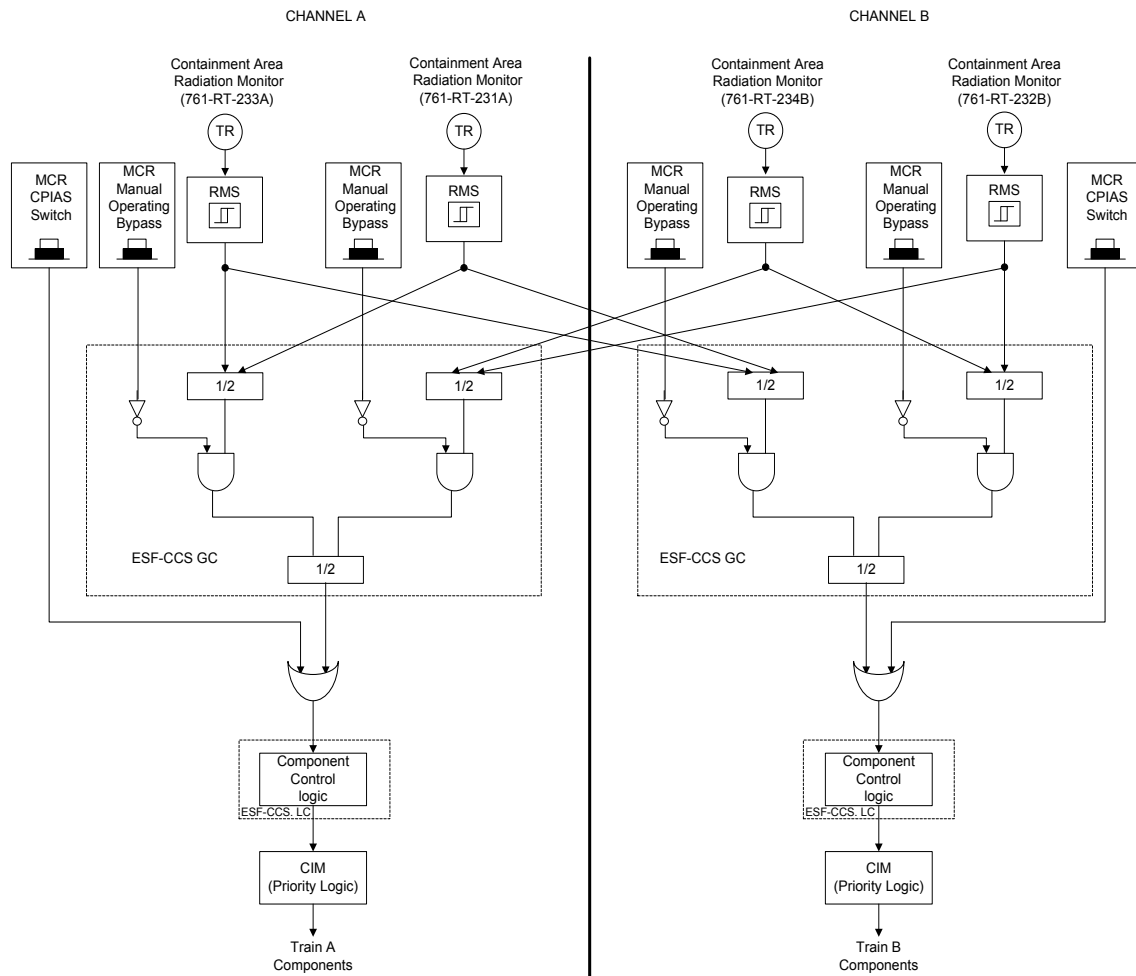 CHANNEL A
CHANNEL B
Containment Area
Radiation Monitor
(761-RT-233A)
Containment Area
Radiation Monitor
(761-RT-231A)
Containment Area
Radiation Monitor
(761-RT-234B)
Containment Area
Radiation Monitor
(761-RT-232B)
TR
TR
TR
TR
MCR
CPIAS
Switch
MCR
Manual
Operating
Bypass
RMS
MCR
Manual
Operating
Bypass
RMS
MCR
Manual
Operating
Bypass
RMS
MCR
Manual
Operating
Bypass
RMS
MCR
CPIAS
Switch
1/2
1/2
1/2
1/2
ESF-CCS GC
1/2
ESF-CCS GC
1/2
Component
Control
logic
ESF-CCS. LC
Component
Control
logic
ESF-CCS. LC
CIM
(Priority Logic)
CIM
(Priority Logic)
Train A
Components
Train B
Components